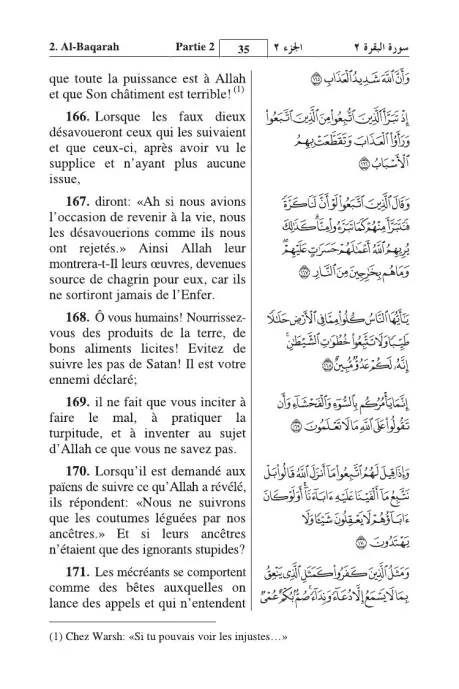 2. Al-Baqarah Partie 2 35 الجزء ٢ سورة البقرة ٢
que toute la puissance est à Allah
et que Son châtiment est terrible! (1)
166. Lorsque les faux dieux
désavoueront ceux qui les suivaient
et que ceux-ci, après avoir vu le
supplice et n’ayant plus aucune
issue,
167. diront: «Ah si nous avions
l’occasion de revenir à la vie, nous
les désavouerions comme ils nous
ont rejetés.» Ainsi Allah leur
montrera-t-Il leurs œuvres, devenues
source de chagrin pour eux, car ils
ne sortiront jamais de l’Enfer.
168. Ô vous humains! Nourrissez-
vous des produits de la terre, de
bons aliments licites! Evitez de
suivre les pas de Satan! Il est votre
ennemi déclaré;
169. il ne fait que vous inciter à
faire le mal, à pratiquer la
turpitude, et à inventer au sujet
d’Allah ce que vous ne savez pas.
170. Lorsqu’il est demandé aux
païens de suivre ce qu’Allah a révélé,
ils répondent: «Nous ne suivrons
que les coutumes léguées par nos
ancêtres.» Et si leurs ancêtres
n’étaient que des ignorants stupides?
171. Les mécréants se comportent
comme des bêtes auxquelles on
lance des appels et qui n’entendent
وَأَنَّ ٱللَّهَ شَدِيدُ ٱلْعَذَابِ ١٦٥
إِذْ تَبَرَّأَ ٱلَّذِينَ ٱتُّبِعُوا۟ مِنَ ٱلَّذِينَ ٱتَّبَعُوا۟
وَرَأَوُا۟ ٱلْعَذَابَ وَتَقَطَّعَتْ بِهِمُ
ٱلْأَسْبَابُ ١٦٦
وَقَالَ ٱلَّذِينَ ٱتَّبَعُوا۟ لَوْ أَنَّ لَنَا كَرَّةً
فَنَتَبَرَّأَ مِنْهُمْ كَمَا تَبَرَّءُوا۟ مِنَّا ۗ كَذَٰلِكَ
يُرِيهِمُ ٱللَّهُ أَعْمَٰلَهُمْ حَسَرَٰتٍ عَلَيْهِمْ ۖ
وَمَا هُم بِخَٰرِجِينَ مِنَ ٱلنَّارِ ١٦٧
يَٰٓأَيُّهَا ٱلنَّاسُ كُلُوا۟ مِمَّا فِى ٱلْأَرْضِ حَلَٰلًا
طَيِّبًا وَلَا تَتَّبِعُوا۟ خُطُوَٰتِ ٱلشَّيْطَٰنِ ۚ
إِنَّهُۥ لَكُمْ عَدُوٌّ مُّبِينٌ ١٦٨
إِنَّمَا يَأْمُرُكُم بِٱلسُّوٓءِ وَٱلْفَحْشَآءِ وَأَن
تَقُولُوا۟ عَلَى ٱللَّهِ مَا لَا تَعْلَمُونَ ١٦٩
وَإِذَا قِيلَ لَهُمُ ٱتَّبِعُوا۟ مَآ أَنزَلَ ٱللَّهُ قَالُوا۟ بَلْ
نَتَّبِعُ مَآ أَلْفَيْنَا عَلَيْهِ ءَابَآءَنَآ ۗ أَوَلَوْ كَانَ
ءَابَآؤُهُمْ لَا يَعْقِلُونَ شَيْـًٔا وَلَا
يَهْتَدُونَ ١٧٠
وَمَثَلُ ٱلَّذِينَ كَفَرُوا۟ كَمَثَلِ ٱلَّذِى يَنْعِقُ
بِمَا لَا يَسْمَعُ إِلَّا دُعَآءً وَنِدَآءً ۚ صُمٌّۢ بُكْمٌ عُمْىٌ
(1) Chez Warsh: «Si tu pouvais voir les injustes…»